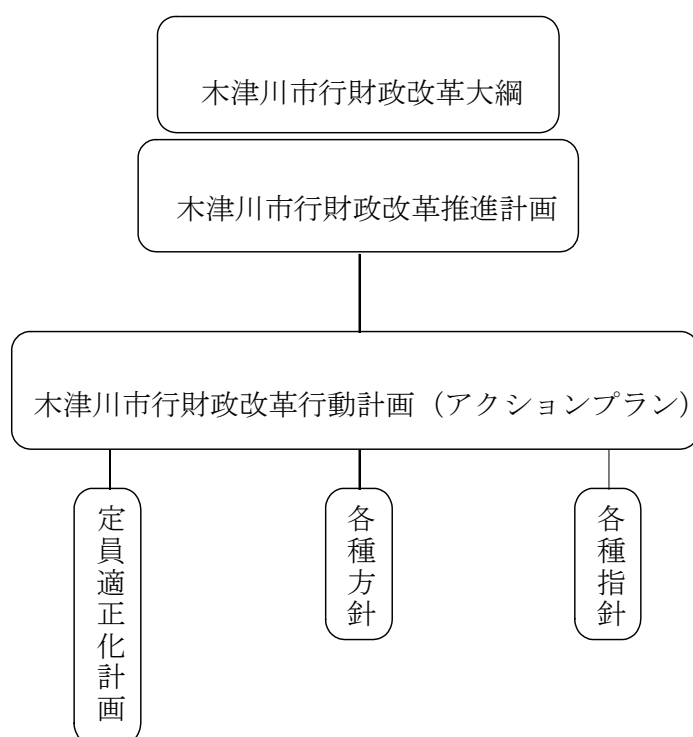 木津川市行財政改革大綱
木津川市行財政改革推進計画
木津川市行財政改革行動計画（アクションプラン）
定員適正化計画
各種方針
各種指針